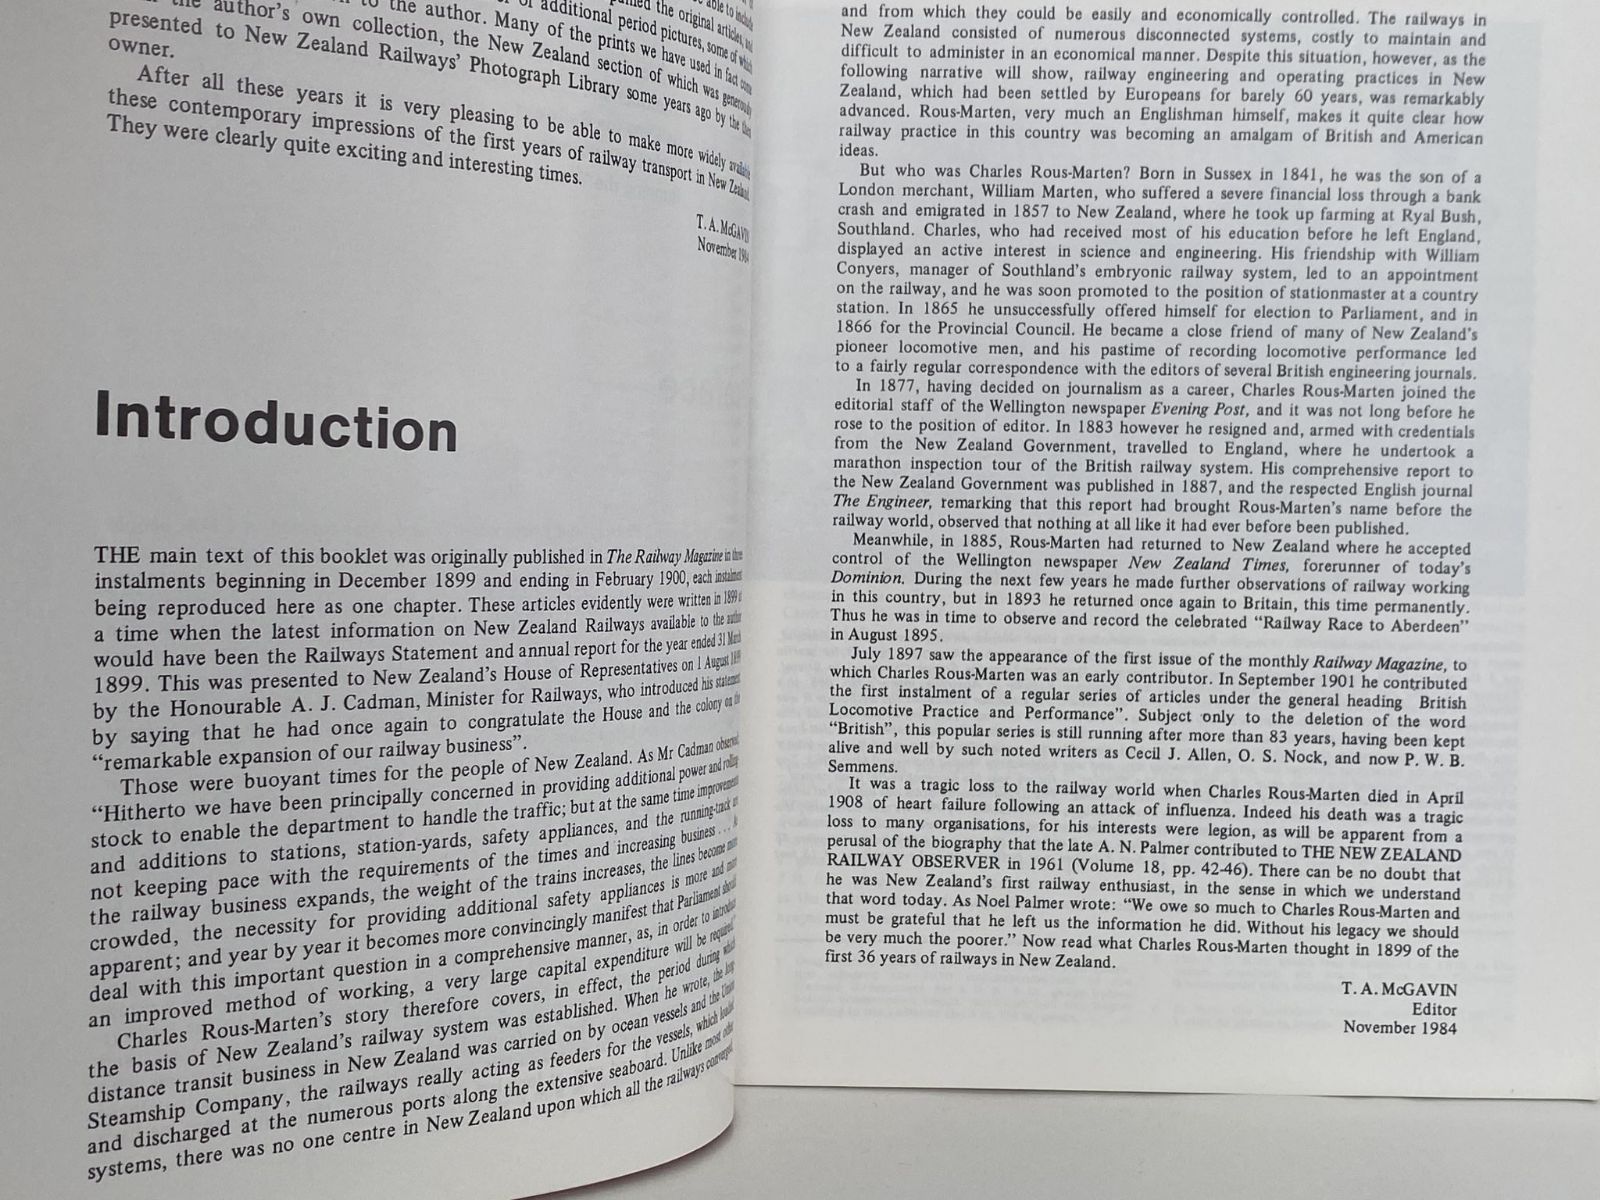 able to include
panied the original articles, and
of additional period pictures, some of which
to the author. Many of the prints we have used in fact come
the author's own collection, the New Zealand section of which was generously
presented to New Zealand Railways' Photograph Library some years ago by the then
owner.
After all these years it is very pleasing to be able to make more widely available
these contemporary impressions of the first years of railway transport in New Zealand.
They were clearly quite exciting and interesting times.
T. A. McGAVIN
November 1984
Introduction
THE main text of this booklet was originally published in The Railway Magazine in three
instalments beginning in December 1899 and ending in February 1900, each instalment
being reproduced here as one chapter. These articles evidently were written in 1899 at
a time when the latest information on New Zealand Railways available to the author
would have been the Railways Statement and annual report for the year ended 31 March
1899. This was presented to New Zealand's House of Representatives on 1 August 1899
by the Honourable A. J. Cadman, Minister for Railways, who introduced his statement
by saying that he had once again to congratulate the House and the colony on the
“remarkable expansion of our railway business”.
Those were buoyant times for the people of New Zealand. As Mr Cadman observed,
“Hitherto we have been principally concerned in providing additional power and rolling
stock to enable the department to handle the traffic; but at the same time improvements
and additions to stations, station-yards, safety appliances, and the running-track are
not keeping pace with the requirements of the times and increasing business ... As
the railway business expands, the weight of the trains increases, the lines become more
crowded, the necessity for providing additional safety appliances is more and more
apparent; and year by year it becomes more convincingly manifest that Parliament should
deal with this important question in a comprehensive manner, as, in order to introduce
an improved method of working, a very large capital expenditure will be required.”
Charles Rous-Marten's story therefore covers, in effect, the period during which
the basis of New Zealand's railway system was established. When he wrote, the long
distance transit business in New Zealand was carried on by ocean vessels and the Union
Steamship Company, the railways really acting as feeders for the vessels, which loaded
and discharged at the numerous ports along the extensive seaboard. Unlike most other
systems, there was no one centre in New Zealand upon which all the railways converged,
and from which they could be easily and economically controlled. The railways in
New Zealand consisted of numerous disconnected systems, costly to maintain and
difficult to administer in an economical manner. Despite this situation, however, as the
following narrative will show, railway engineering and operating practices in New
Zealand, which had been settled by Europeans for barely 60 years, was remarkably
advanced. Rous-Marten, very much an Englishman himself, makes it quite clear how
railway practice in this country was becoming an amalgam of British and American
ideas.
But who was Charles Rous-Marten? Born in Sussex in 1841, he was the son of a
London merchant, William Marten, who suffered a severe financial loss through a bank
crash and emigrated in 1857 to New Zealand, where he took up farming at Ryal Bush,
Southland. Charles, who had received most of his education before he left England,
displayed an active interest in science and engineering. His friendship with William
Conyers, manager of Southland's embryonic railway system, led to an appointment
on the railway, and he was soon promoted to the position of stationmaster at a country
station. In 1865 he unsuccessfully offered himself for election to Parliament, and in
1866 for the Provincial Council. He became a close friend of many of New Zealand's
pioneer locomotive men, and his pastime of recording locomotive performance led
to a fairly regular correspondence with the editors of several British engineering journals.
In 1877, having decided on journalism as a career, Charles Rous-Marten joined the
editorial staff of the Wellington newspaper Evening Post, and it was not long before he
rose to the position of editor. In 1883 however he resigned and, armed with credentials
from the New Zealand Government, travelled to England, where he undertook a
marathon inspection tour of the British railway system. His comprehensive report to
the New Zealand Government was published in 1887, and the respected English journal
The Engineer, remarking that this report had brought Rous-Marten's name before the
railway world, observed that nothing at all like it had ever before been published.
Meanwhile, in 1885, Rous-Marten had returned to New Zealand where he accepted
control of the Wellington newspaper New Zealand Times, forerunner of today's
Dominion. During the next few years he made further observations of railway working
in this country, but in 1893 he returned once again to Britain, this time permanently.
Thus he was in time to observe and record the celebrated “Railway Race to Aberdeen”
in August 1895.
July 1897 saw the appearance of the first issue of the monthly Railway Magazine, to
which Charles Rous-Marten was an early contributor. In September 1901 he contributed
the first instalment of a regular series of articles under the general heading British
Locomotive Practice and Performance”. Subject only to the deletion of the word
“British”, this popular series is still running after more than 83 years, having been kept
alive and well by such noted writers as Cecil J. Allen, O. S. Nock, and now P. W. B.
Semmens.
It was a tragic loss to the railway world when Charles Rous-Marten died in April
1908 of heart failure following an attack of influenza. Indeed his death was a tragic
loss to many organisations, for his interests were legion, as will be apparent from a
perusal of the biography that the late A. N. Palmer contributed to THE NEW ZEALAND
RAILWAY OBSERVER in 1961 (Volume 18, pp. 42-46). There can be no doubt that
he was New Zealand's first railway enthusiast, in the sense in which we understand
that word today. As Noel Palmer wrote: “We owe so much to Charles Rous-Marten and
must be grateful that he left us the information he did. Without his legacy we should
be very much the poorer.” Now read what Charles Rous-Marten thought in 1899 of the
first 36 years of railways in New Zealand.
T. A. McGAVIN
Editor
November 1984